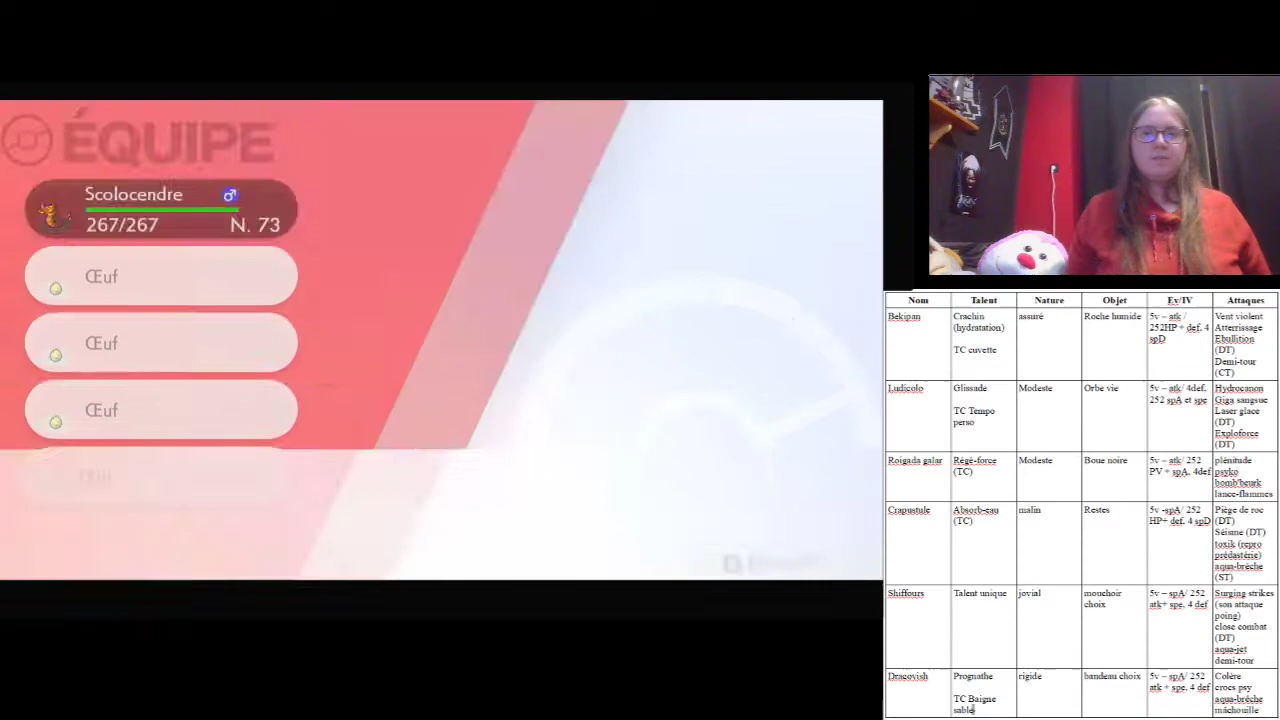 ÉQUIPE
Scolocendre ♂
267/267 N. 73
Œuf
Œuf
Œuf
Œuf
Nom Talent Nature Objet Ev/IV Attaques
Bekipan Crachin assuré Roche humide 5v – atk / Vent violent
(hydratation) 252HP + def. 4 Atterrissage
spD Ebullition
TC cuvette (DT)
Demi-tour
(CT)
Ludicolo Glissade Modeste Orbe vie 5v – atk/ 4def, Hydrocanon
252 spA et spe Giga sangsue
TC Tempo Laser glace
perso (DT)
Exploforce
(DT)
Roigada galar Régé-force Modeste Boue noire 5v – atk/ 252 plénitude
(TC) PV + spA. 4def psyko
bomb'beurk
lance-flammes
Crapustule Absorb-eau malin Restes 5v -spA/ 252 Piège de roc
(TC) HP+ def. 4 spD (DT)
Séisme (DT)
toxik (repro
prédastérie)
aqua-brèche
(ST)
Shiffours Talent unique jovial mouchoir 5v – spA/ 252 Surging strikes
choix atk+ spe. 4 def (son attaque
poing)
close combat
(DT)
aqua-jet
demi-tour
Dracovish Prognathe rigide bandeau choix 5v – spA/ 252 Colère
atk + spe. 4 def crocs psy
TC Baigne aqua-brèche
sable mâchouille